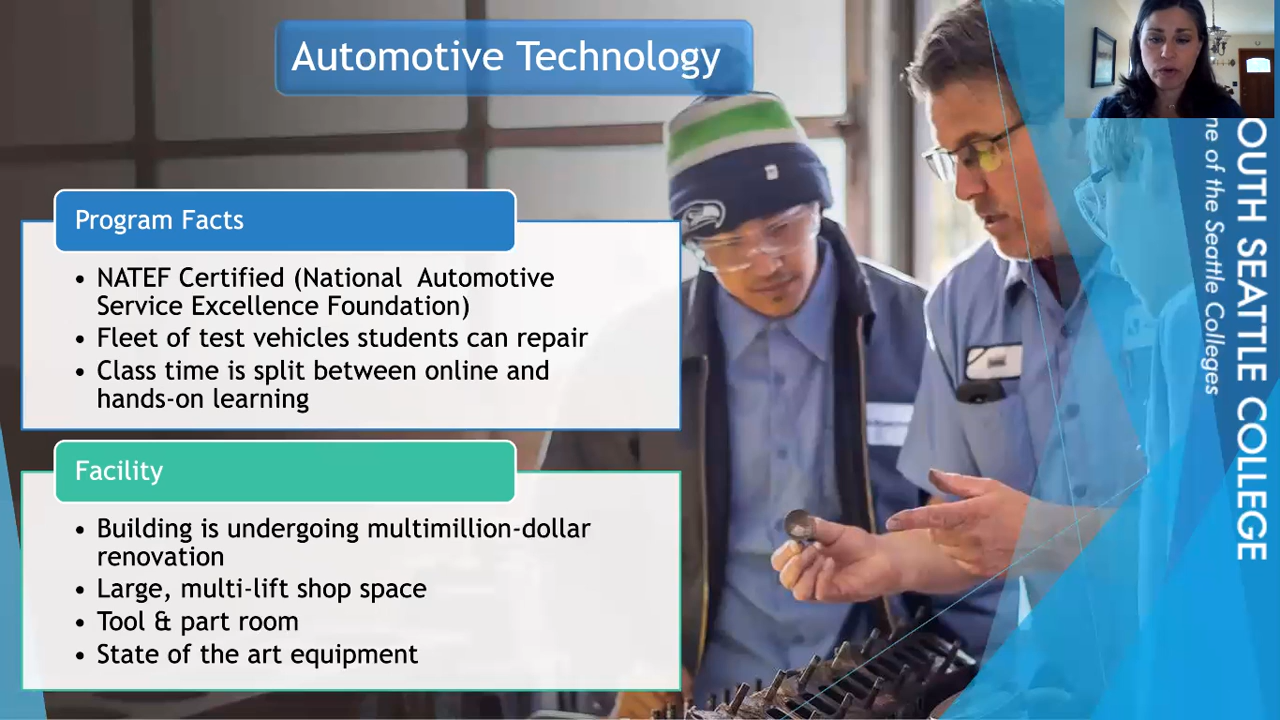 Automotive Technology
Program Facts
• NATEF Certified (National Automotive
Service Excellence Foundation)
• Fleet of test vehicles students can repair
• Class time is split between online and
hands-on learning
Facility
• Building is undergoing multimillion-dollar
renovation
• Large, multi-lift shop space
• Tool & part room
• State of the art equipment
OUTH SEATTLE COLLEGE
ne of the Seattle Colleges